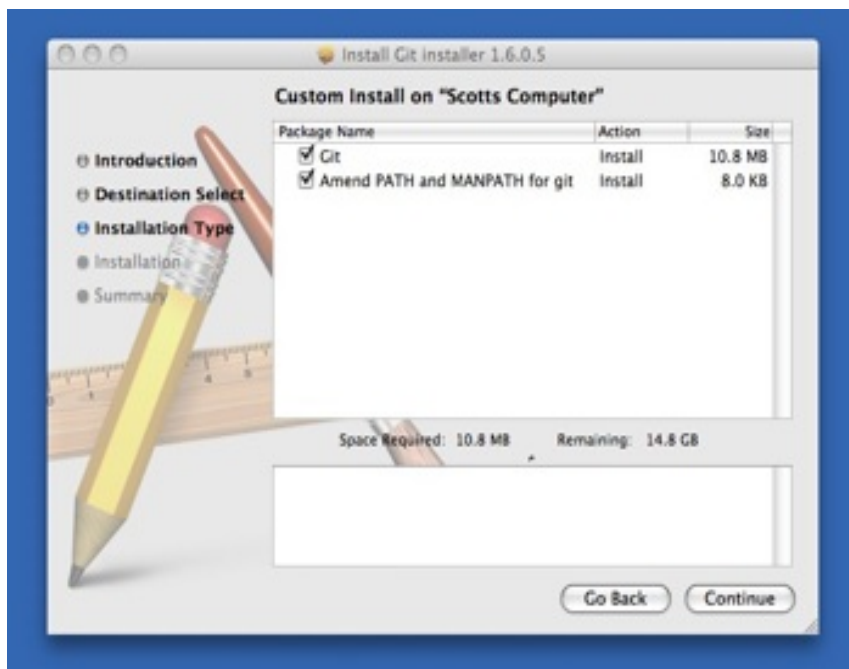 Install Git installer 1.6.0.5
Custom Install on "Scotts Computer"
Introduction
Destination Select
Installation Type
Installation
Summary
Package Name Action Size
Git Install 10.8 MB
Amend PATH and MANPATH for git Install 8.0 KB
Space Required: 10.8 MB Remaining: 14.8 GB
Go Back Continue